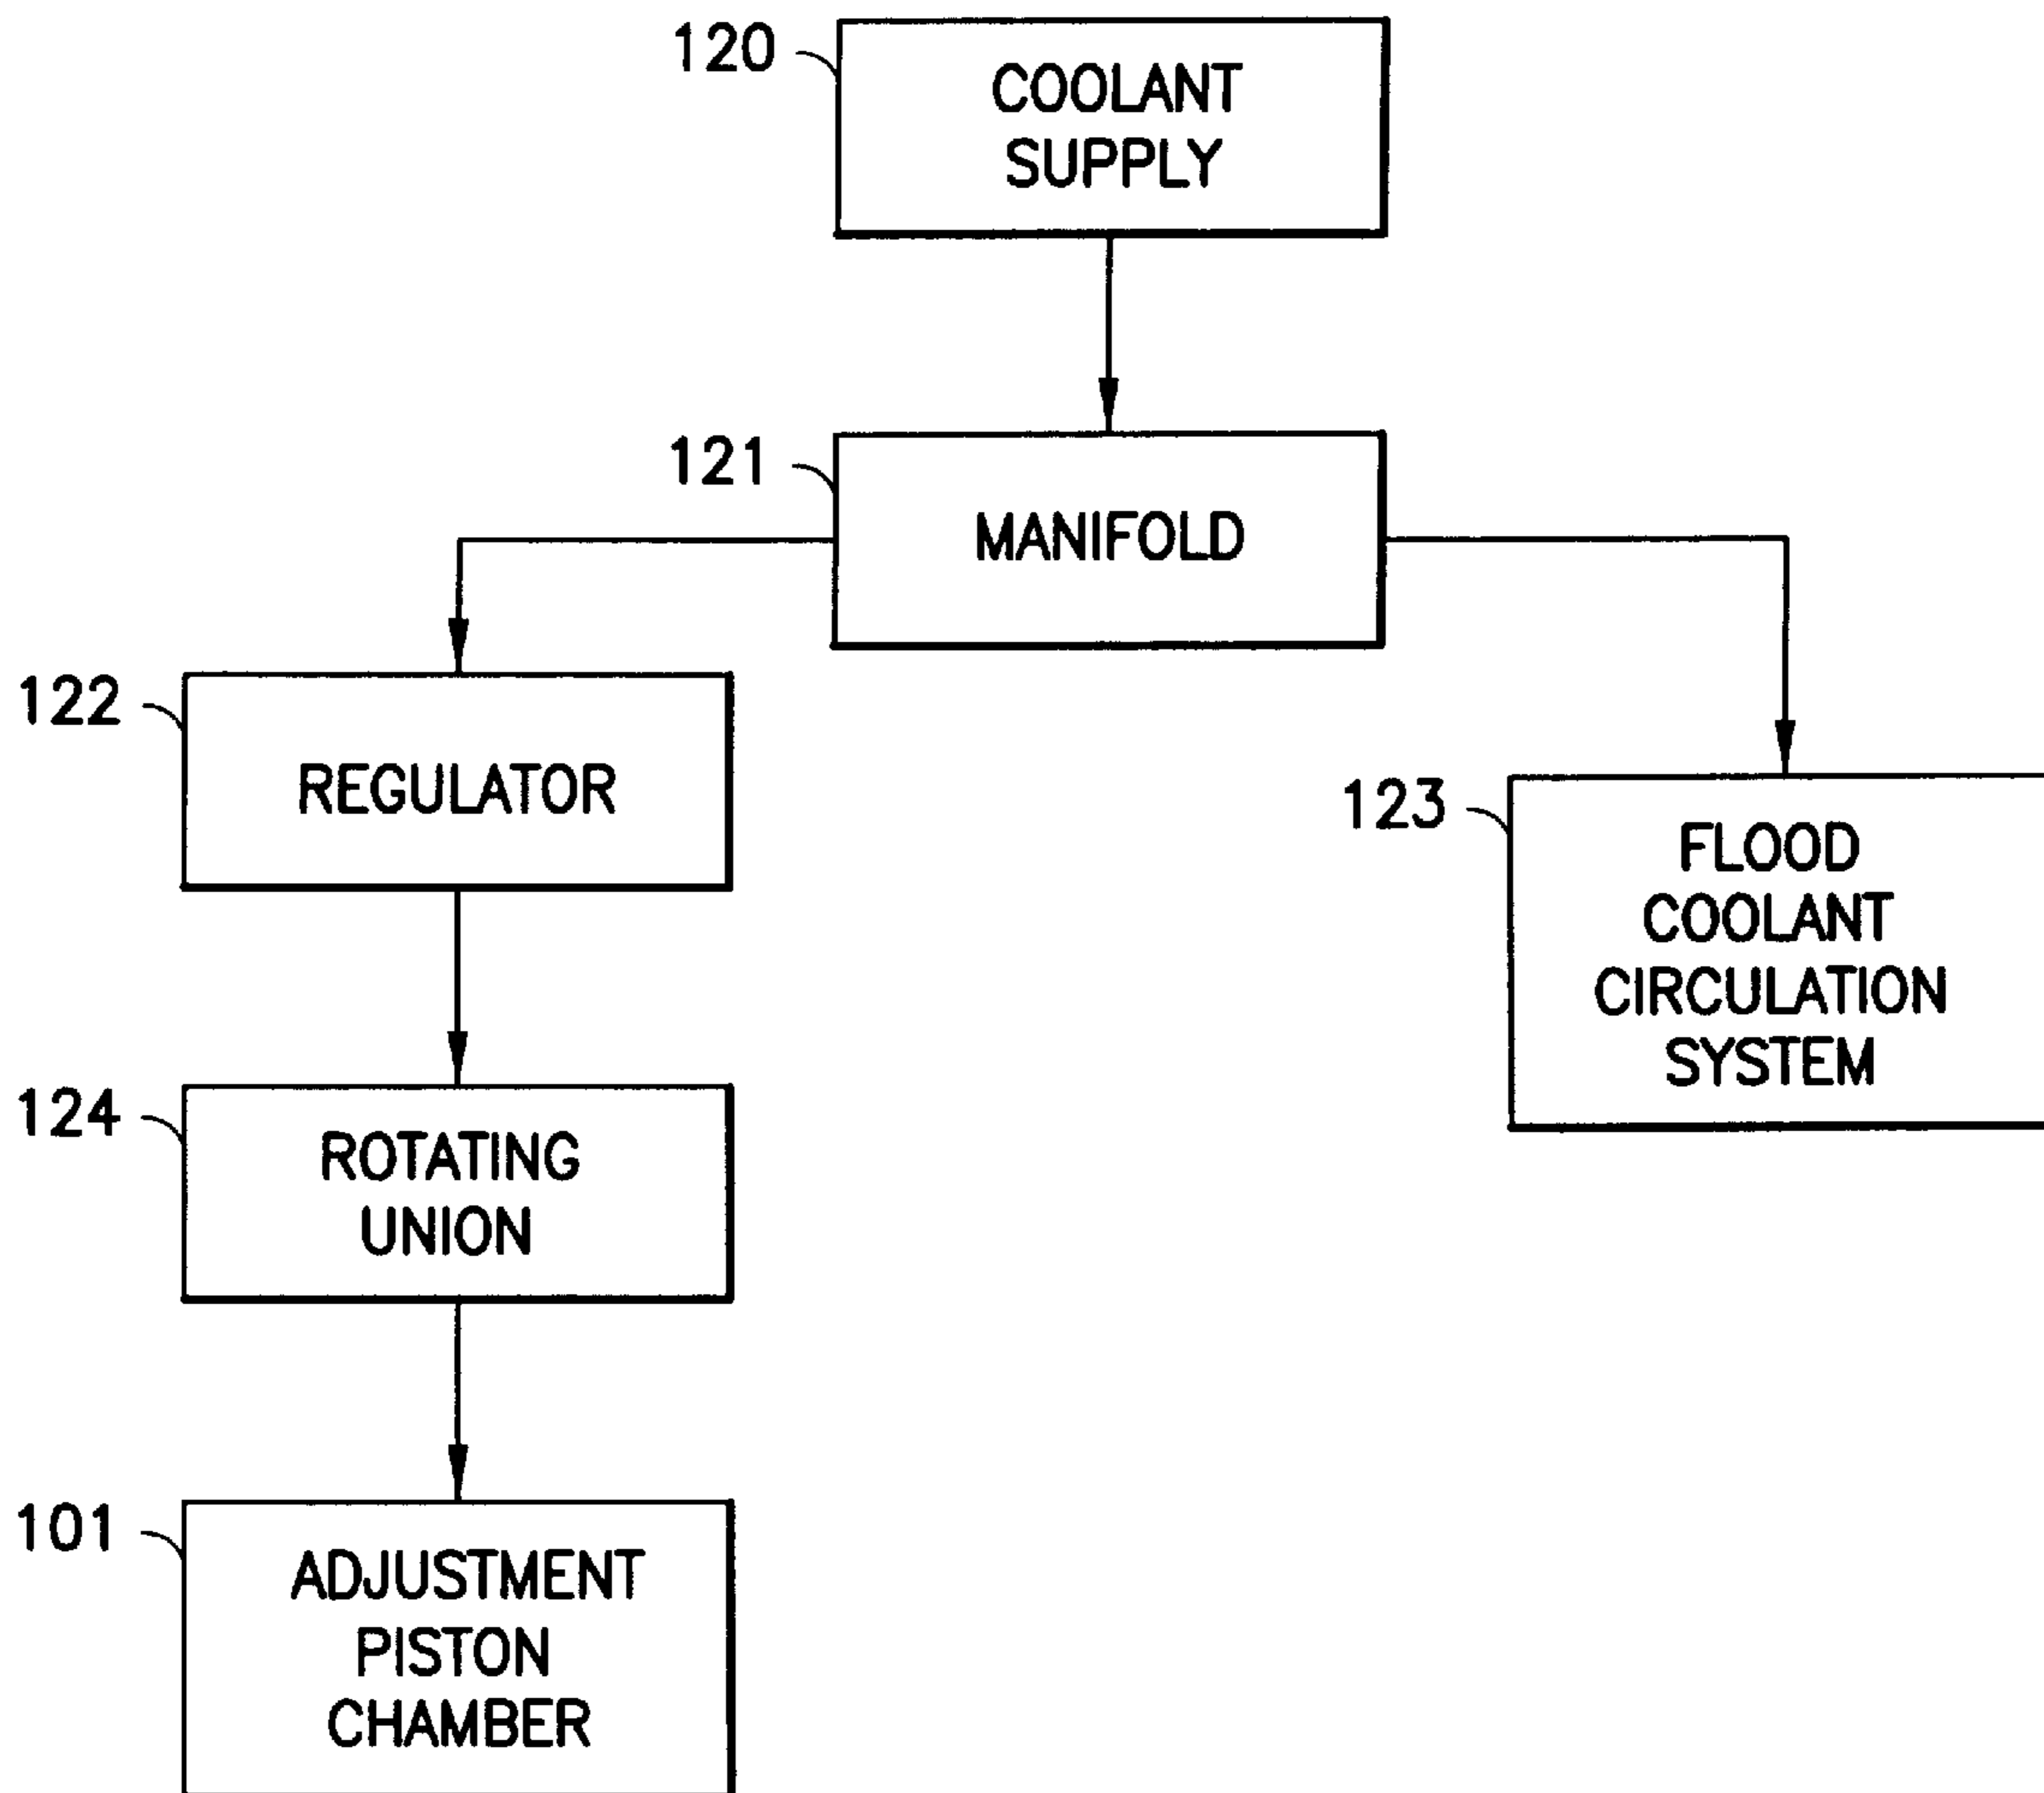 120
COOLANT
SUPPLY
121
MANIFOLD
122
REGULATOR
123
FLOOD
COOLANT
CIRCULATION
SYSTEM
124
ROTATING
UNION
101
ADJUSTMENT
PISTON
CHAMBER